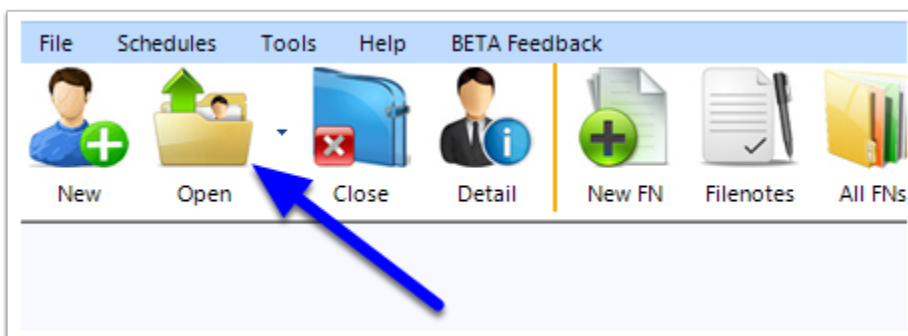 File Schedules Tools Help BETA Feedback
New Open Close Detail New FN Filenotes All FNs